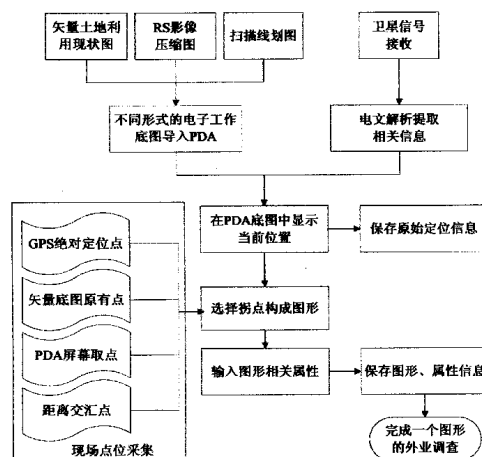 矢量土地利
用现状图
RS影像
压缩图
扫描线划图
卫星信号
接收
不同形式的电子工作
底图导入PDA
电文解析提取
相关信息
在PDA底图中显示
当前位置
保存原始定位信息
GPS绝对定位点
矢量底图原有点
选择拐点构成图形
PDA屏幕取点
输入图形相关属性
保存图形、属性信息
距离交汇点
现场点位采集
完成一个图形
的外业调查